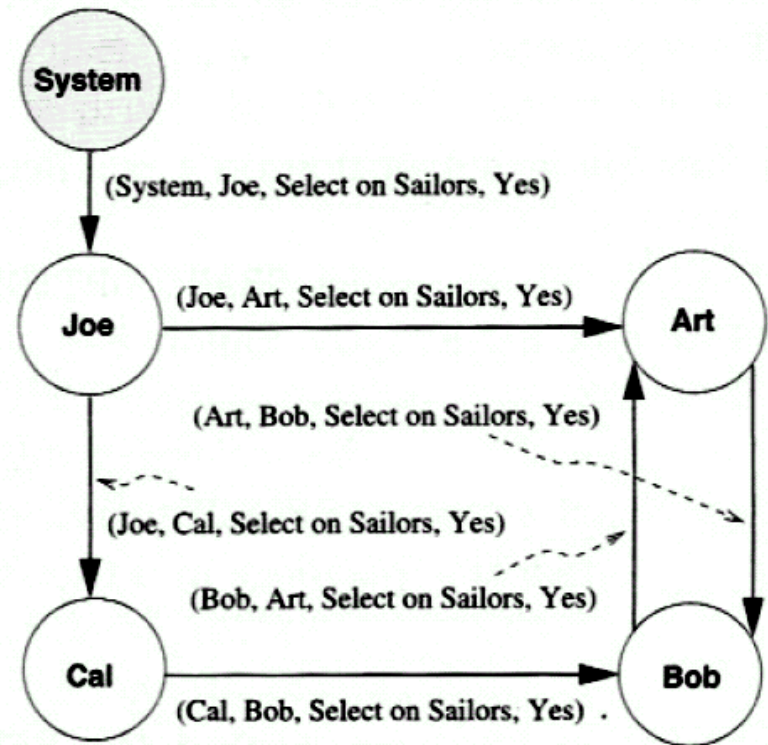 System
(System, Joe, Select on Sailors, Yes)
(Joe, Art, Select on Sailors, Yes)
Joe
Art
(Art, Bob, Select on Sailors, Yes)
(Joe, Cal, Select on Sailors, Yes)
(Bob, Art, Select on Sailors, Yes)
Cal
Bob
(Cal, Bob, Select on Sailors, Yes) .